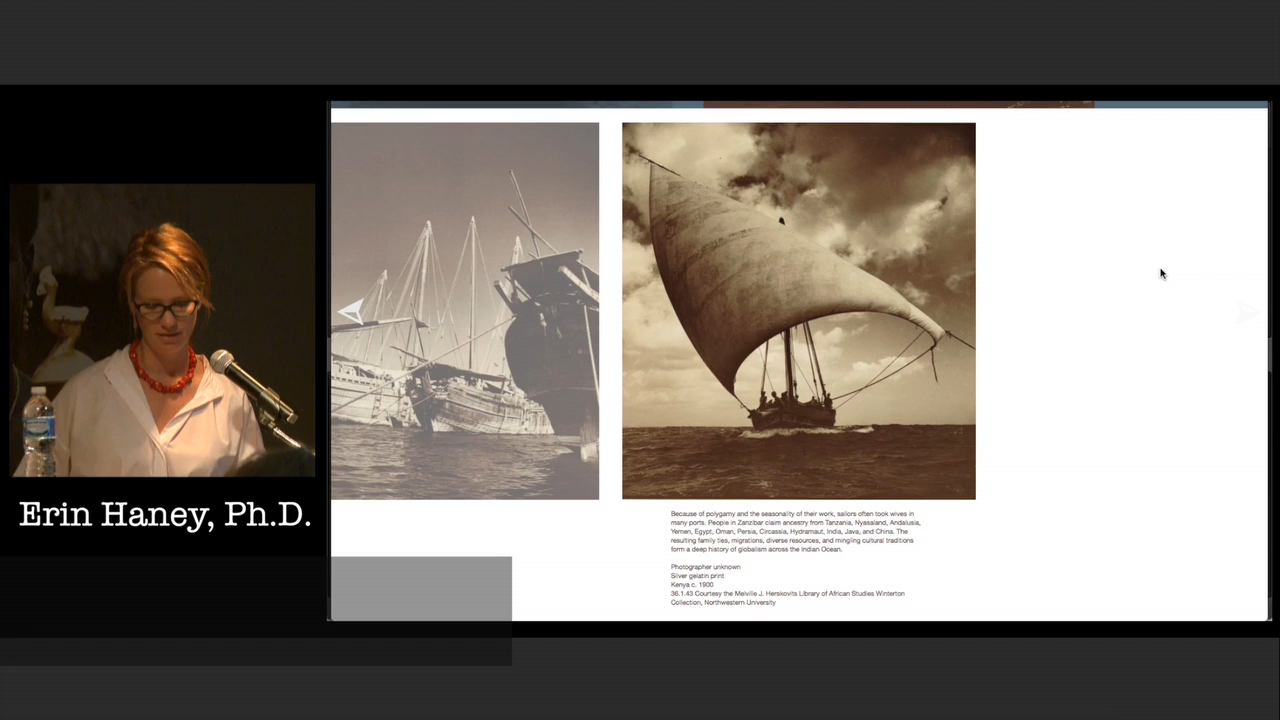 Erin Haney, Ph.D.
Because of polygamy and the seasonality of their work, sailors often took wives in
many ports. People in Zanzibar claim ancestry from Tanzania, Nyasaland, Andalusia,
Yemen, Egypt, Oman, Persia, Circassia, Hydramaut, India, Java, and China. The
resulting family ties, migrations, diverse resources, and mingling cultural traditions
form a deep history of globalism across the Indian Ocean.
Photographer unknown
Silver gelatin print
Kenya c. 1900
36.1.43 Courtesy the Melville J. Herskovits Library of African Studies Winterton
Collection, Northwestern University